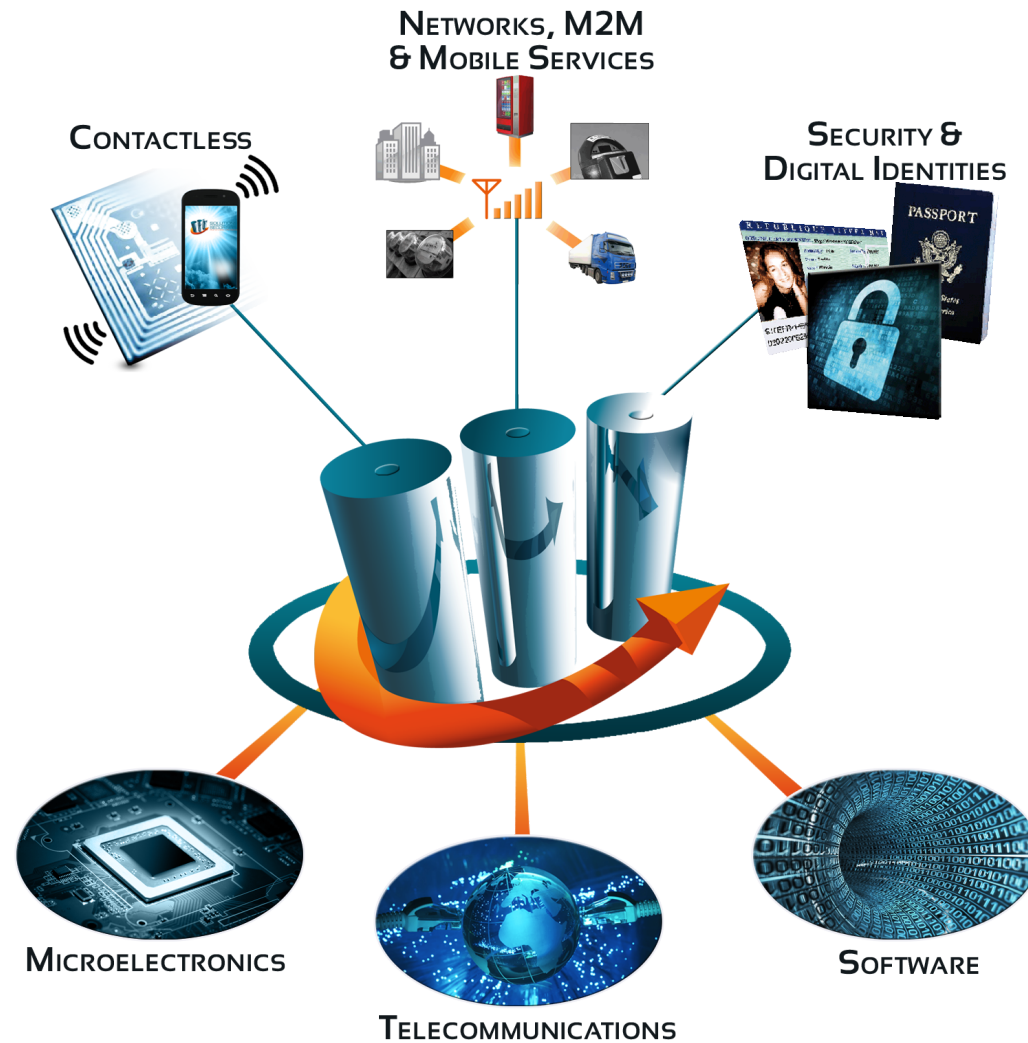 NETWORKS, M2M
& MOBILE SERVICES
CONTACTLESS
SECURITY &
DIGITAL IDENTITIES
PASSPORT
MICROELECTRONICS
SOFTWARE
TELECOMMUNICATIONS